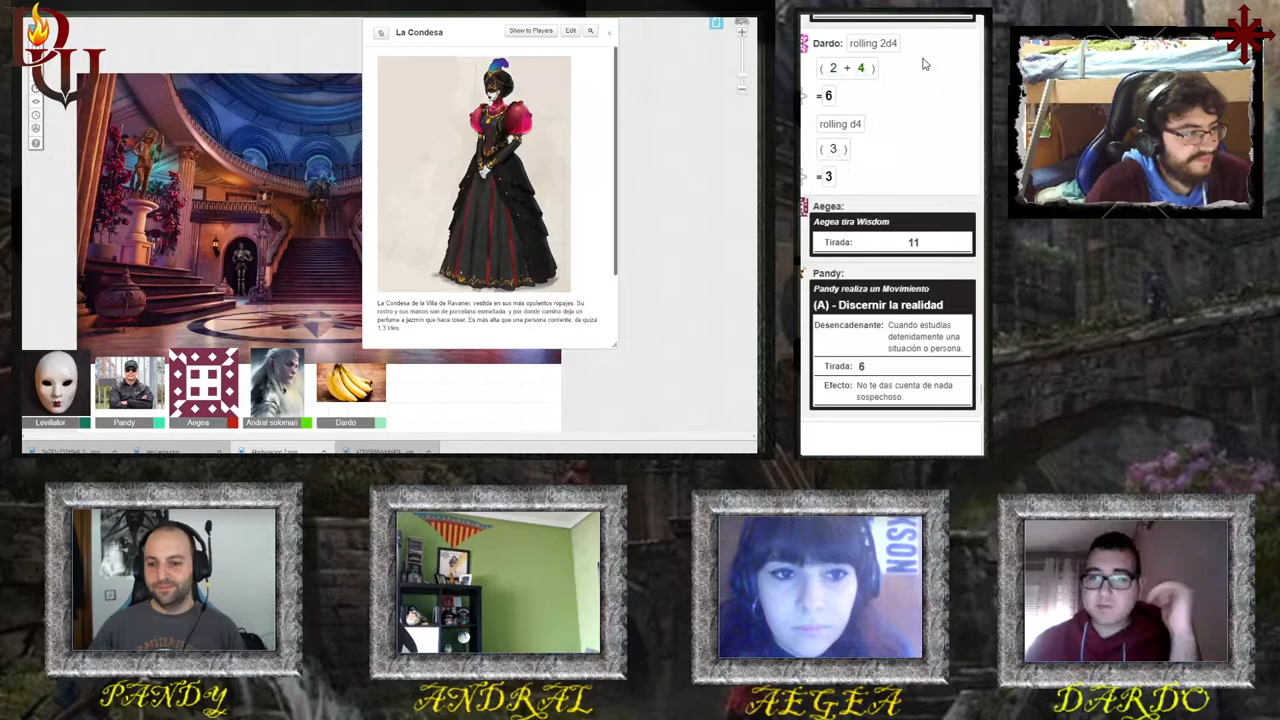 DU
La Condesa
Show to Players
Edit
La Condesa de la Villa de Ravaner, vestida en sus más opulentos ropajes. Su
rostro y sus manos son de porcelana esmaltada, y por donde camina deja un
perfume a jazmín que hace toser. Es más alta que una persona corriente, de quizá
1,3 ldes.
Levillator
Pandy
Aegea
Andral solomari
Dardo
Dardo: rolling 2d4
( 2 + 4 )
= 6
rolling d4
( 3 )
= 3
Aegea:
Aegea tira Wisdom
Tirada: 11
Pandy:
Pandy realiza un Movimiento
(A) - Discernir la realidad
Desencadenante: Cuando estudias
detenidamente una
situación o persona.
Tirada: 6
Efecto: No te das cuenta de nada
sospechoso.
PANDY
ANDRAL
AEGEA
DARDO